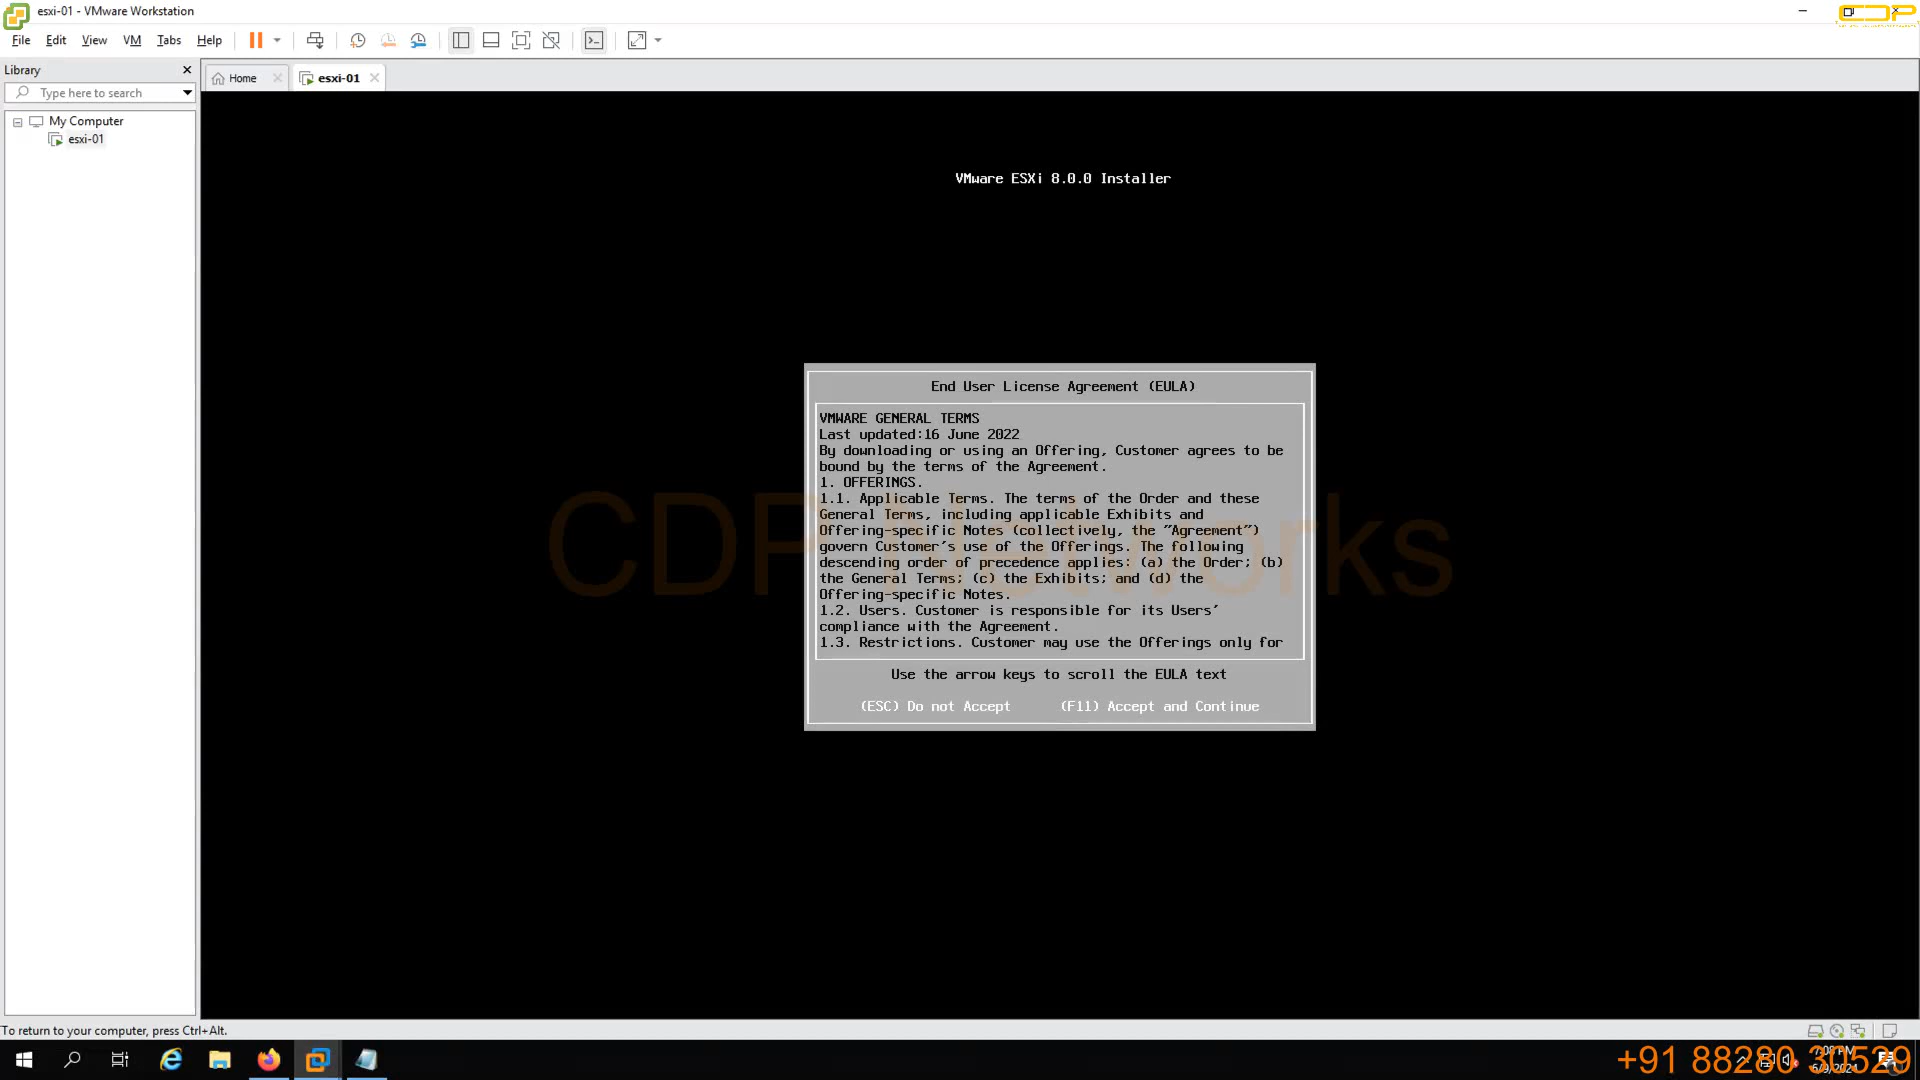 esxi-01 - VMware Workstation
CDP
File Edit View VM Tabs Help
Library
Type here to search
My Computer
esxi-01
Home
esxi-01
VMware ESXi 8.0.0 Installer
End User License Agreement (EULA)
VMWARE GENERAL TERMS
Last updated:16 June 2022
By downloading or using an Offering, Customer agrees to be
bound by the terms of the Agreement.
1. OFFERINGS.
1.1. Applicable Terms. The terms of the Order and these
General Terms, including applicable Exhibits and
Offering-specific Notes (collectively, the "Agreement")
govern Customer's use of the Offerings. The following
descending order of precedence applies: (a) the Order; (b)
the General Terms; (c) the Exhibits; and (d) the
Offering-specific Notes.
1.2. Users. Customer is responsible for its Users'
compliance with the Agreement.
1.3. Restrictions. Customer may use the Offerings only for
Use the arrow keys to scroll the EULA text
(ESC) Do not Accept (F11) Accept and Continue
CDP Networks
To return to your computer, press Ctrl+Alt.
+91 88280 30529